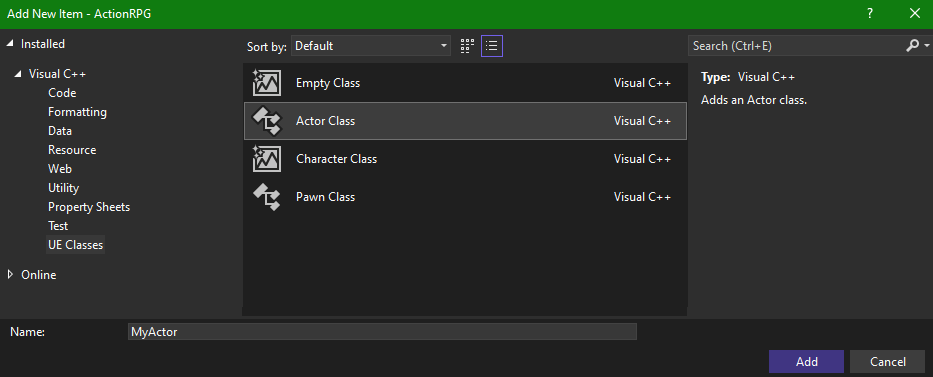 Add New Item - ActionRPG
?
Installed
Visual C++
Code
Formatting
Data
Resource
Web
Utility
Property Sheets
Test
UE Classes
Online
Sort by: Default
Empty Class Visual C++
Actor Class Visual C++
Character Class Visual C++
Pawn Class Visual C++
Search (Ctrl+E)
Type: Visual C++
Adds an Actor class.
Name: MyActor
Add Cancel